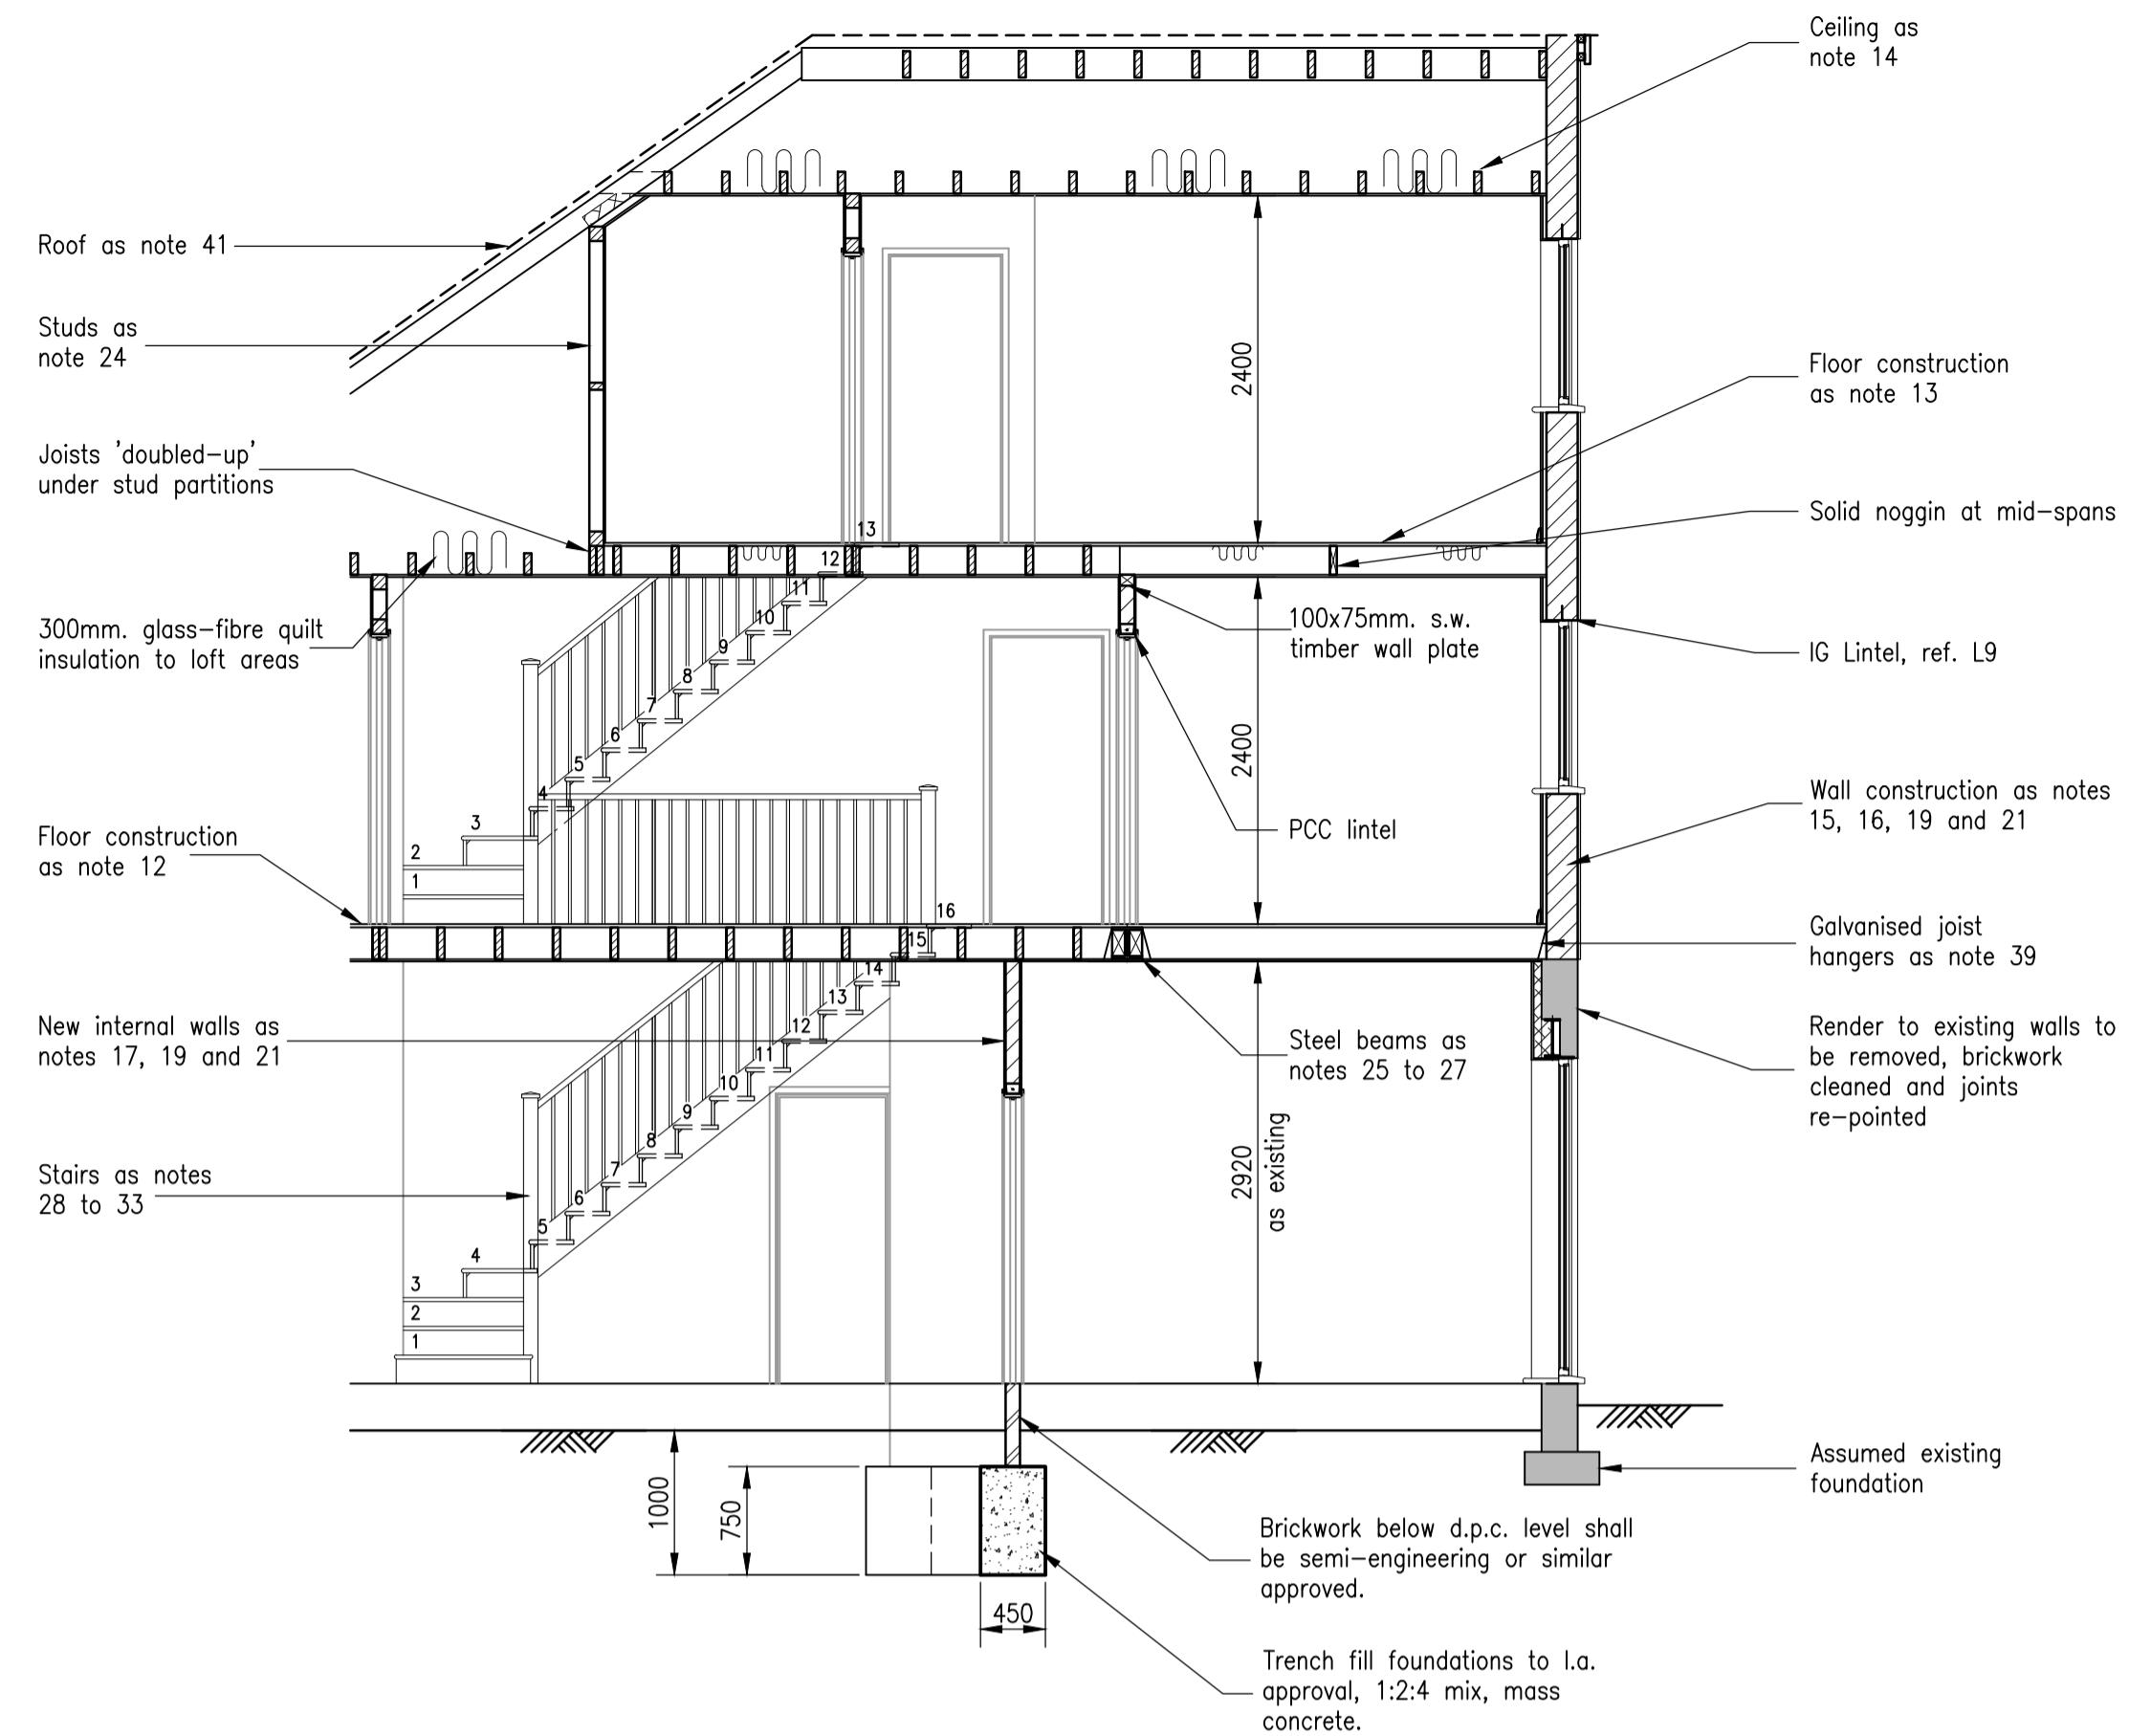 Ceiling as
note 14
Roof as note 41
Studs as
note 24
2400
Floor construction
as note 13
Joists 'doubled-up'
under stud partitions
Solid noggin at mid-spans
13
12
11
10
9
8
7
6
5
4
3
2
1
300mm. glass-fibre quilt
insulation to loft areas
100x75mm. s.w.
timber wall plate
IG Lintel, ref. L9
2400
PCC lintel
Wall construction as notes
15, 16, 19 and 21
Floor construction
as note 12
Galvanised joist
hangers as note 39
16
15
14
13
12
11
10
9
8
7
6
5
4
3
2
1
New internal walls as
notes 17, 19 and 21
Steel beams as
notes 25 to 27
Render to existing walls to
be removed, brickwork
cleaned and joints
re-pointed
2920
as existing
Stairs as notes
28 to 33
Assumed existing
foundation
1000
750
450
Brickwork below d.p.c. level shall
be semi-engineering or similar
approved.
Trench fill foundations to l.a.
approval, 1:2:4 mix, mass
concrete.